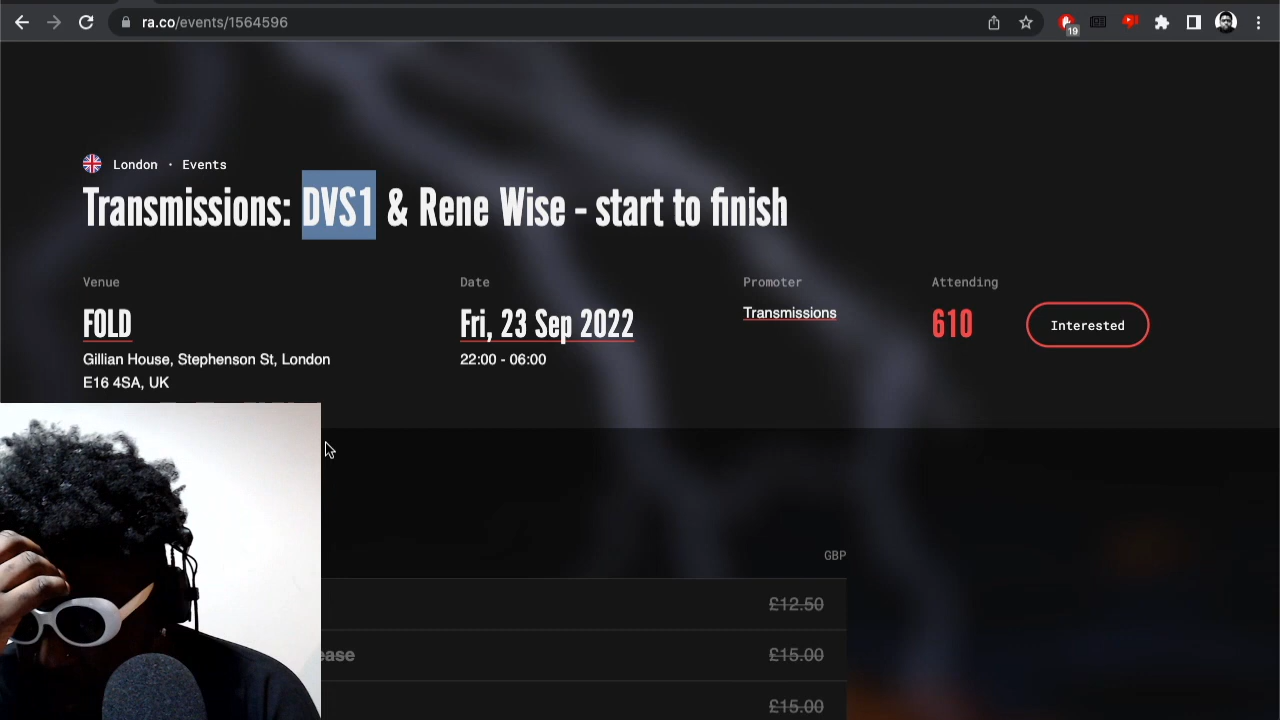 ra.co/events/1564596
19
London · Events
Transmissions: DVS1 & Rene Wise - start to finish
Venue
Date
Promoter
Attending
FOLD
Fri, 23 Sep 2022
Transmissions
610
Interested
Gillian House, Stephenson St, London
22:00 - 06:00
E16 4SA, UK
GBP
£12.50
ease
£15.00
£15.00